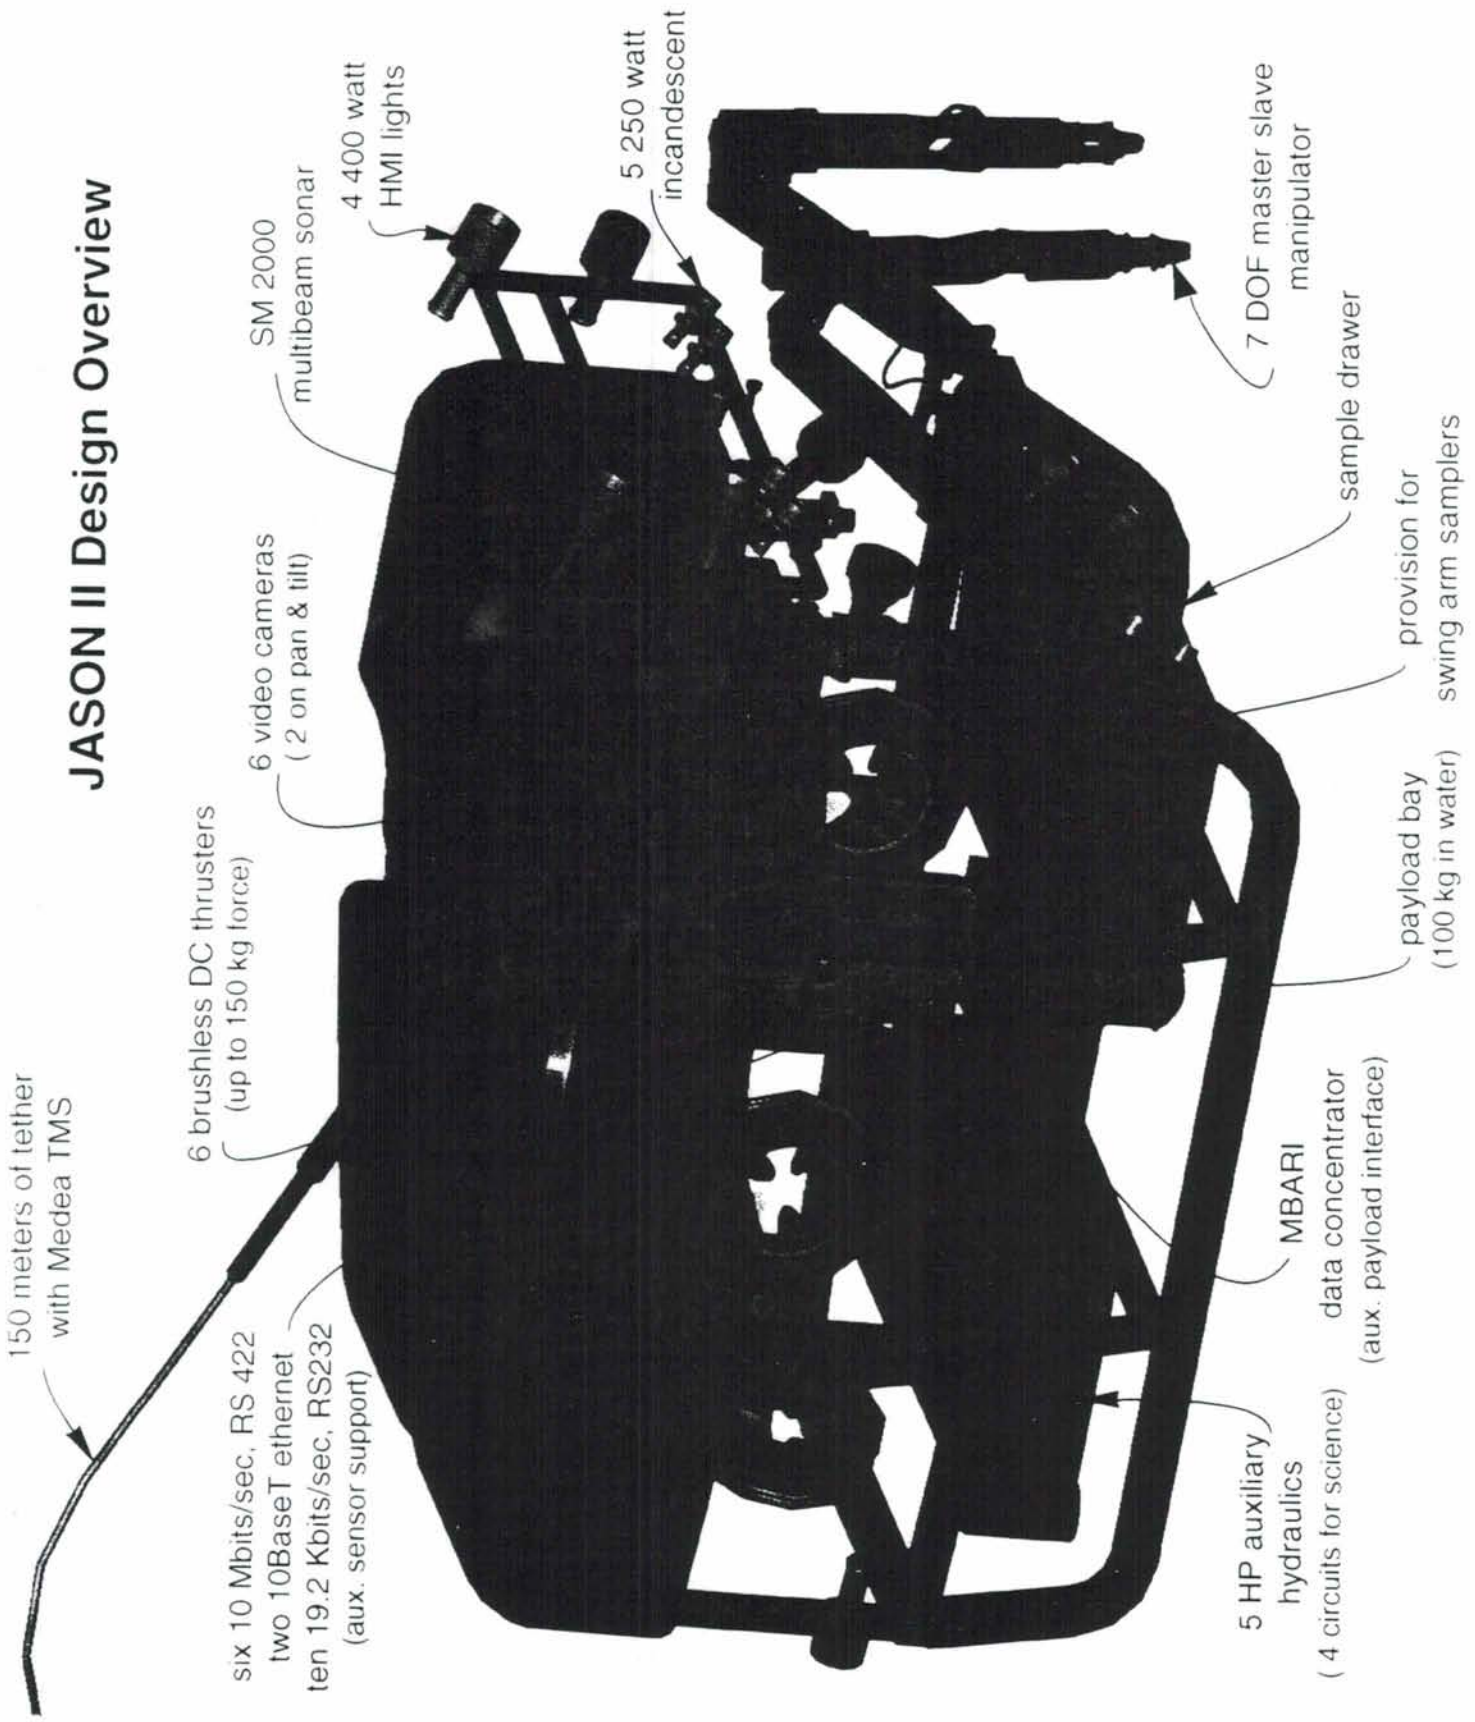 JASON II Design Overview
150 meters of tether
with Medea TMS
6 brushless DC thrusters
(up to 150 kg force)
6 video cameras
( 2 on pan & tilt)
SM 2000
multibeam sonar
4 400 watt
HMI lights
5 250 watt
incandescent
six 10 Mbits/sec, RS 422
two 10BaseT ethernet
ten 19.2 Kbits/sec, RS232
(aux. sensor support)
7 DOF master slave
manipulator
sample drawer
provision for
swing arm samplers
payload bay
(100 kg in water)
MBARI
data concentrator
(aux. payload interface)
5 HP auxiliary
hydraulics
( 4 circuits for science)